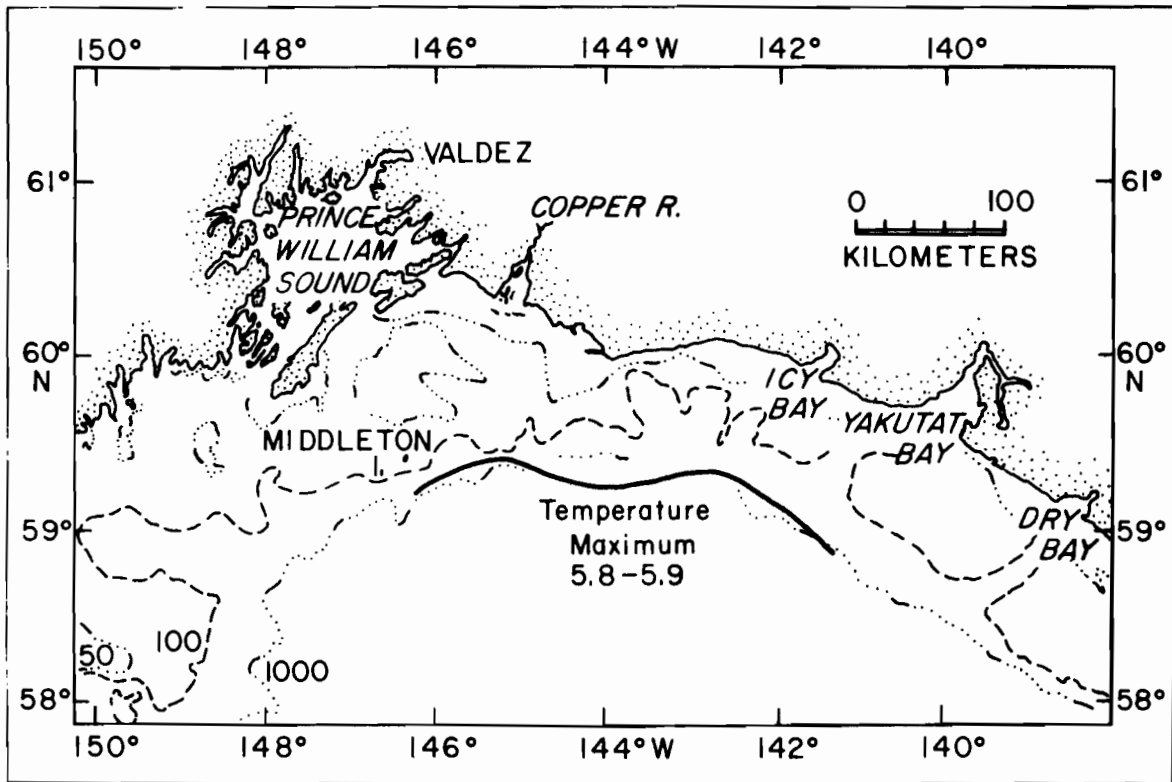 150° 148° 146° 144° W 142° 140°
VALDEZ
61° 61°
COPPER R.
0 100
KILOMETERS
PRINCE
WILLIAM
SOUND
60° 60°
N N
ICY
BAY
YAKUTAT
BAY
MIDDLETON
I.
59° 59°
Temperature
Maximum
5.8-5.9
DRY
BAY
50 100 1000
58° 58°
150° 148° 146° 144° W 142° 140°